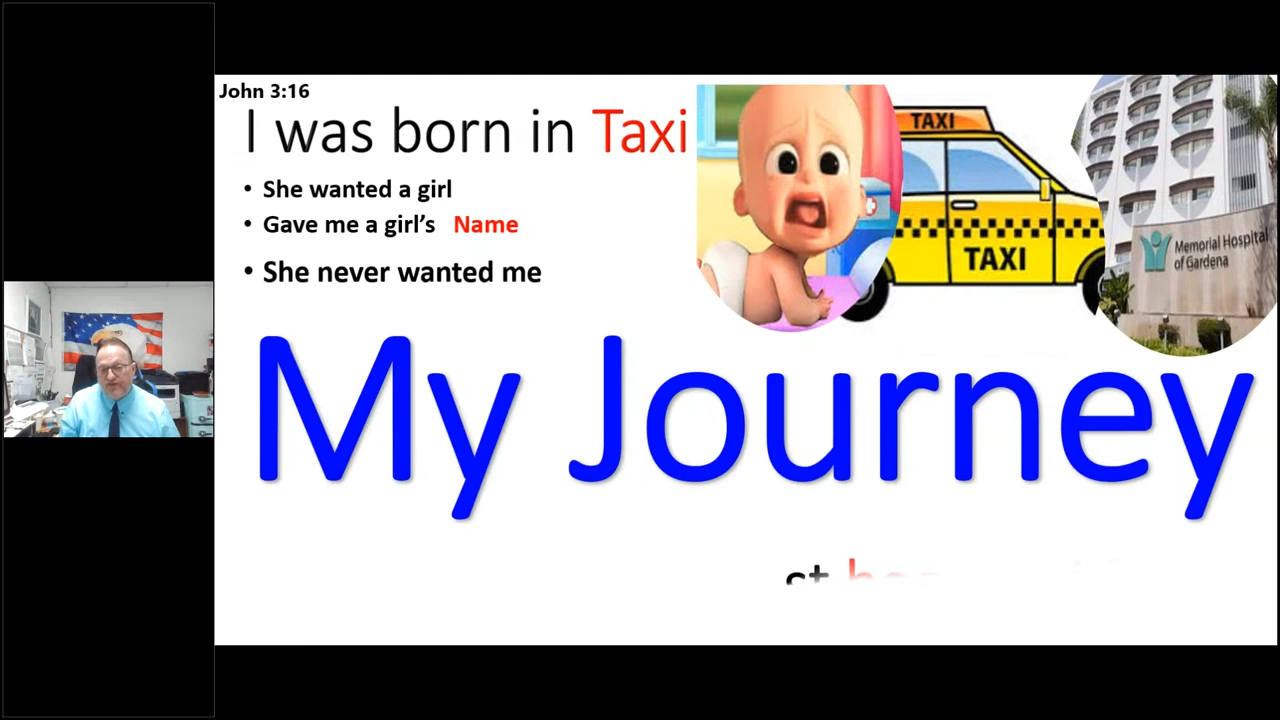 John 3:16
I was born in Taxi
• She wanted a girl
• Gave me a girl's Name
• She never wanted me
TAXI
TAXI
Memorial Hospital
of Gardena
My Journey
st